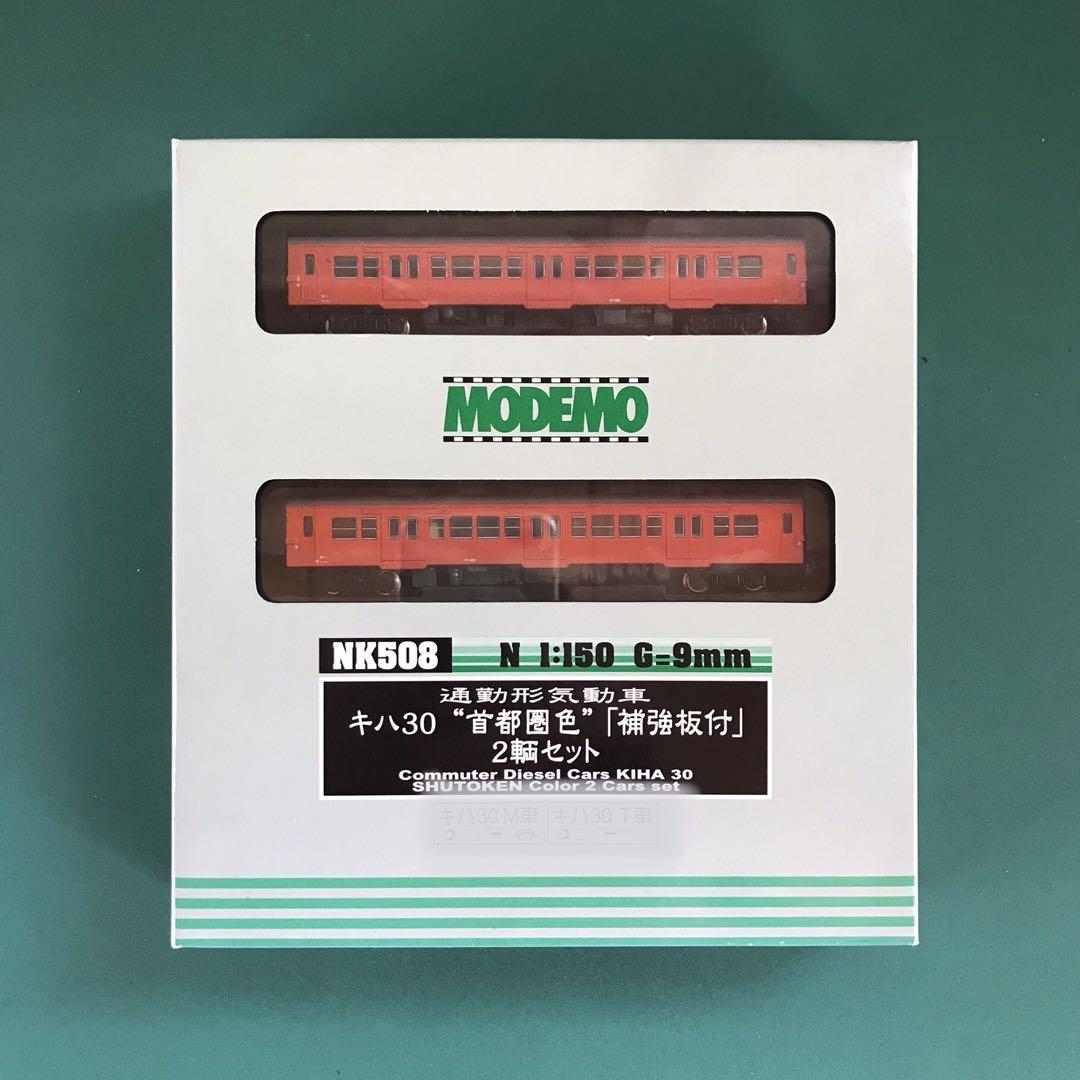 MODEMO
NK508 N 1:150 G=9mm
通勤形気動車
キハ30 “首都圏色”「補強板付」
2輌セット
Commuter Diesel Cars KIHA 30
SHUTOKEN Color 2 Cars set
キハ30 M車 キハ30 T車